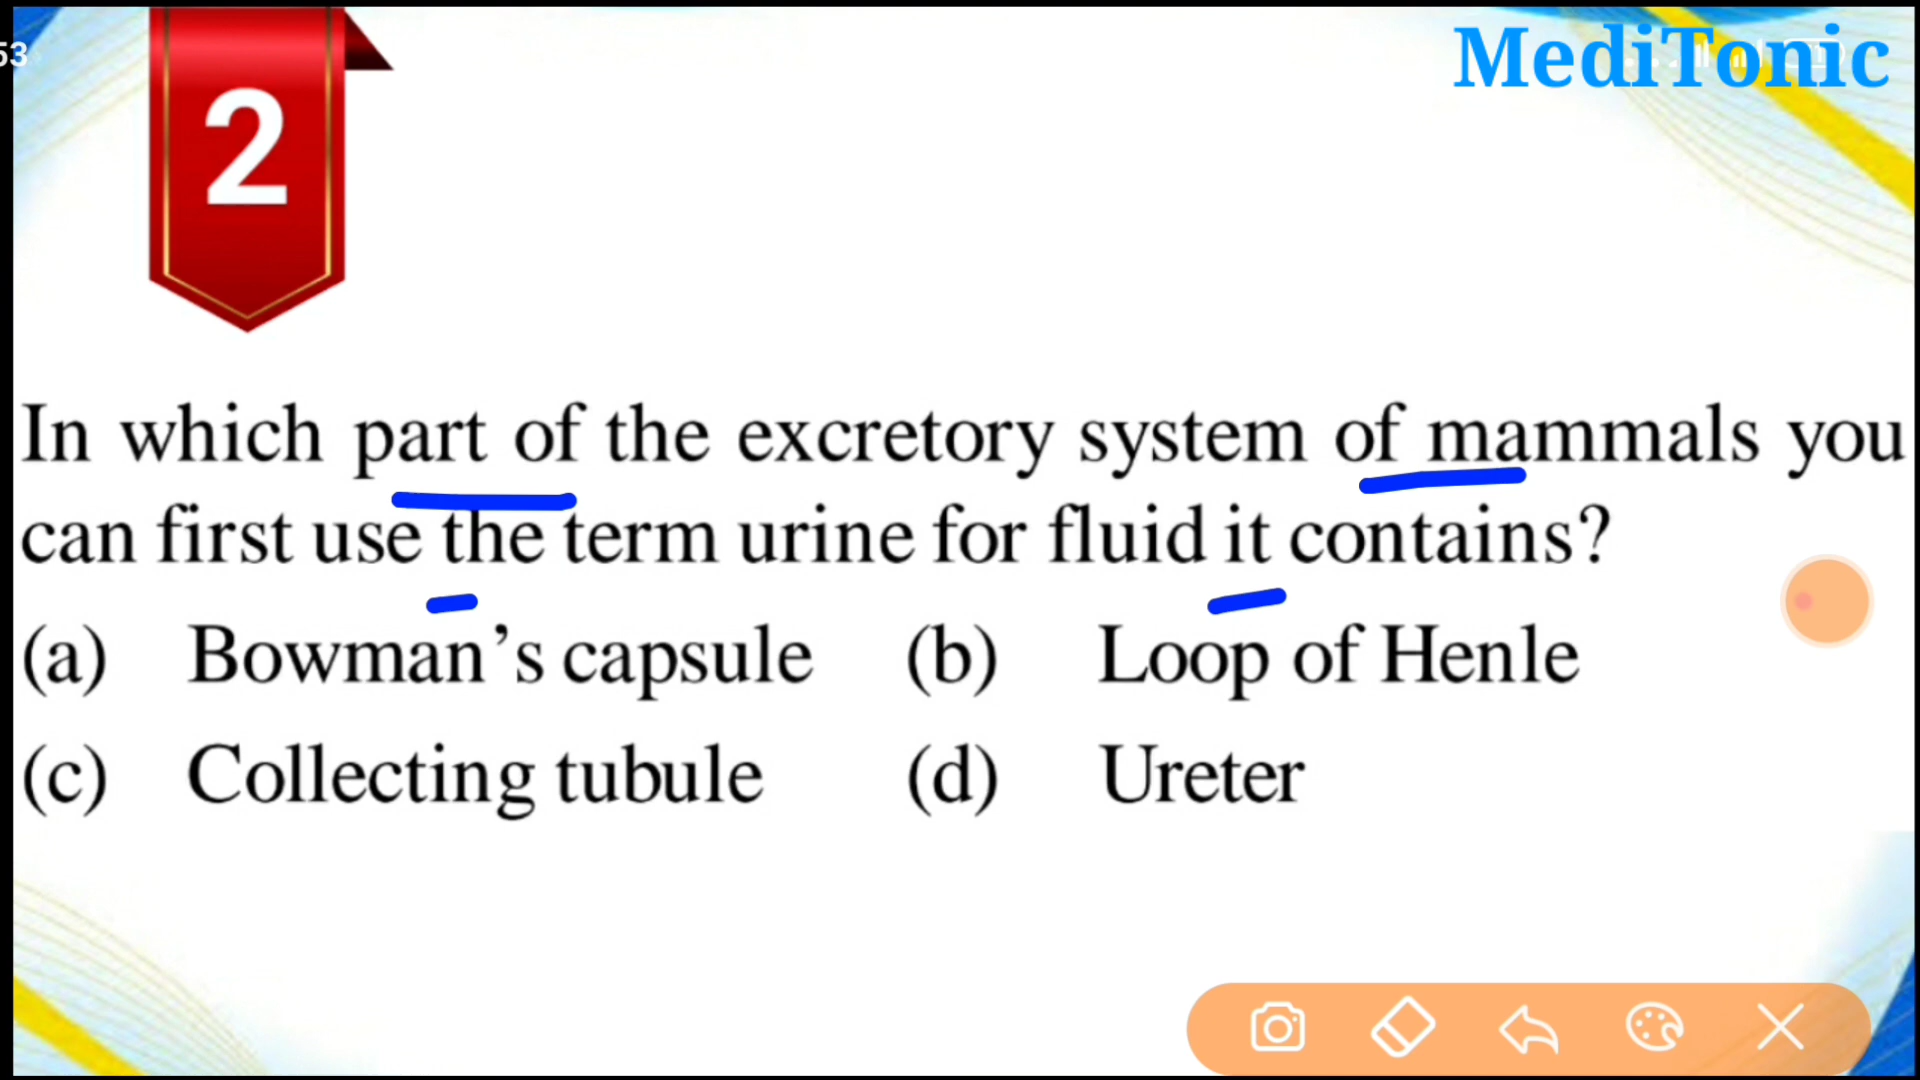 53
MediTonic
2
In which part of the excretory system of mammals you
can first use the term urine for fluid it contains?
(a) Bowman's capsule (b) Loop of Henle
(c) Collecting tubule (d) Ureter